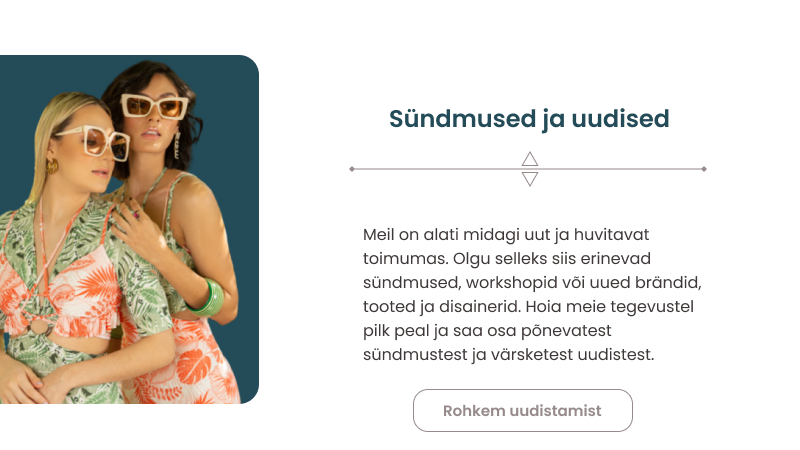 Sündmused ja uudised
Meil on alati midagi uut ja huvitavat
toimumas. Olgu selleks siis erinevad
sündmused, workshopid või uued brändid,
tooted ja disainerid. Hoia meie tegevustel
pilk peal ja saa osa põnevatest
sündmustest ja värsketest uudistest.
Rohkem uudistamist